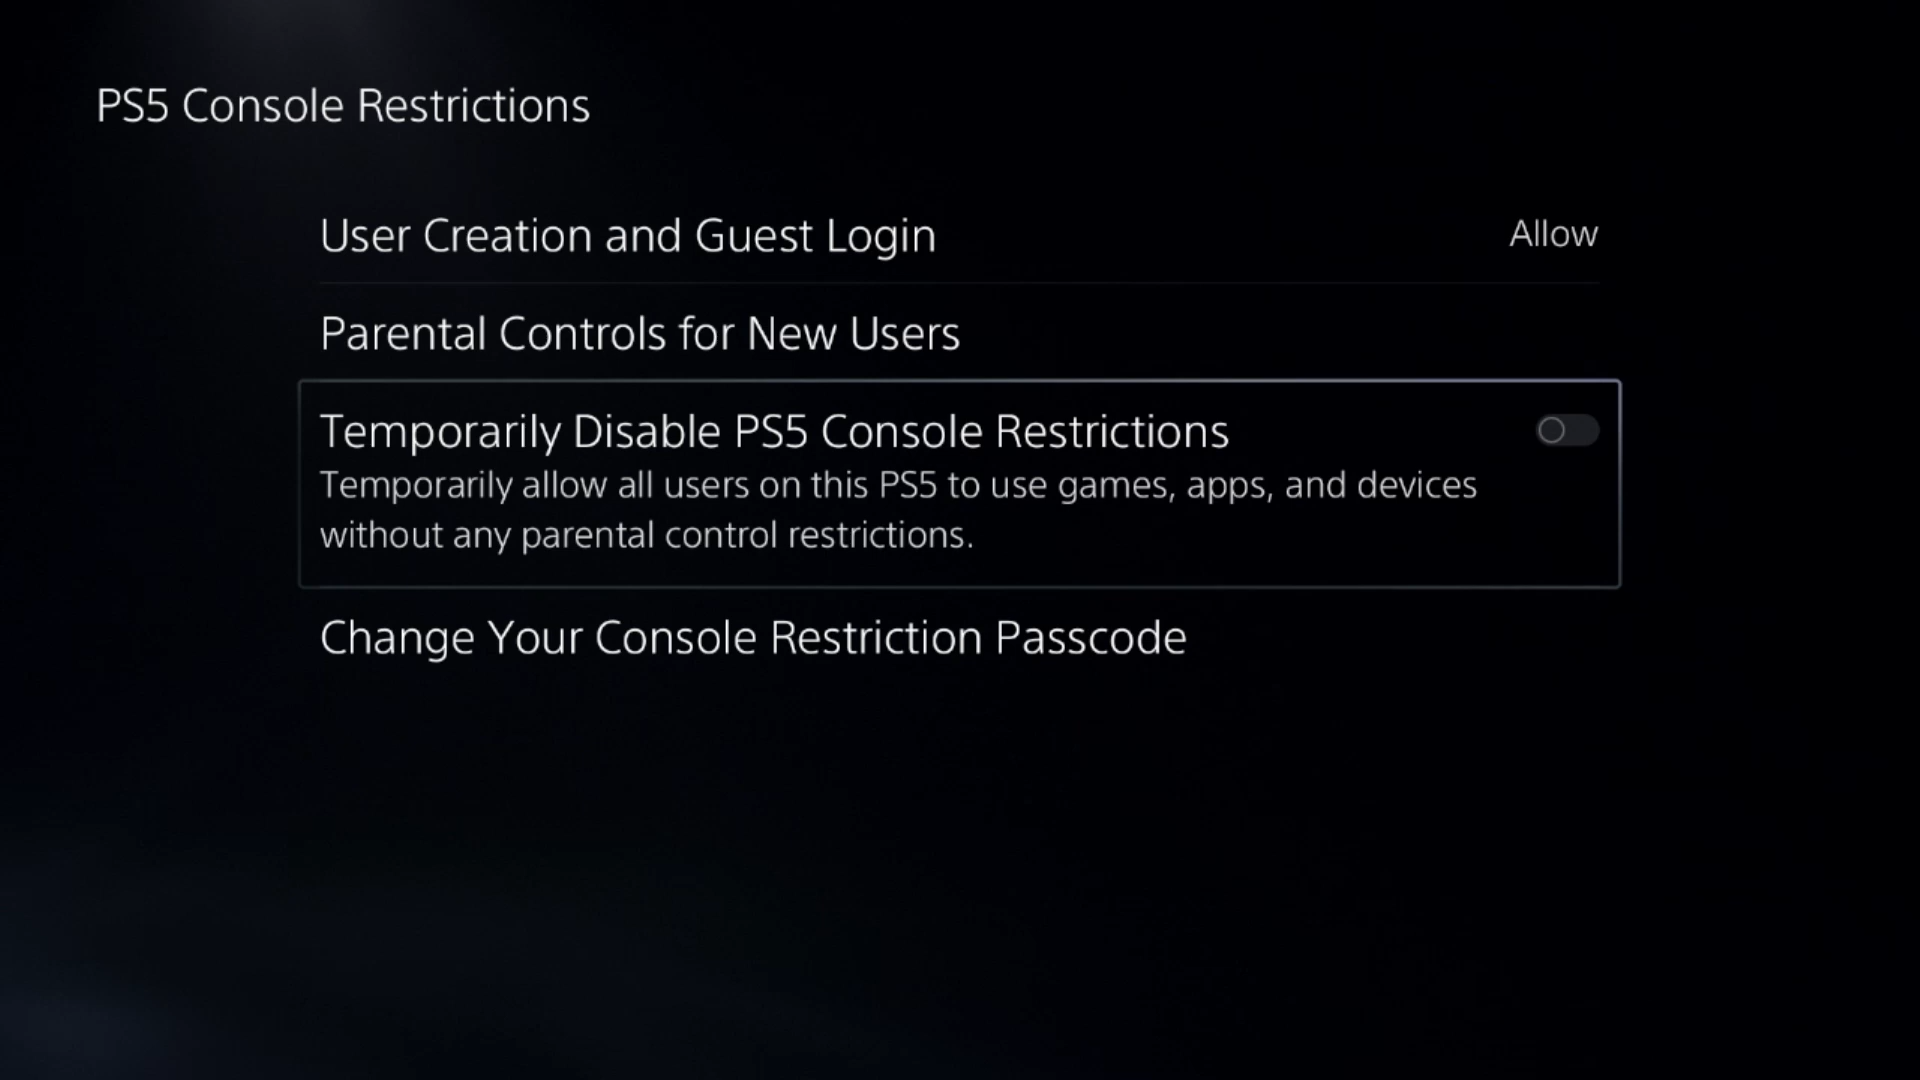 PS5 Console Restrictions
User Creation and Guest Login Allow
Parental Controls for New Users
Temporarily Disable PS5 Console Restrictions
Temporarily allow all users on this PS5 to use games, apps, and devices
without any parental control restrictions.
Change Your Console Restriction Passcode